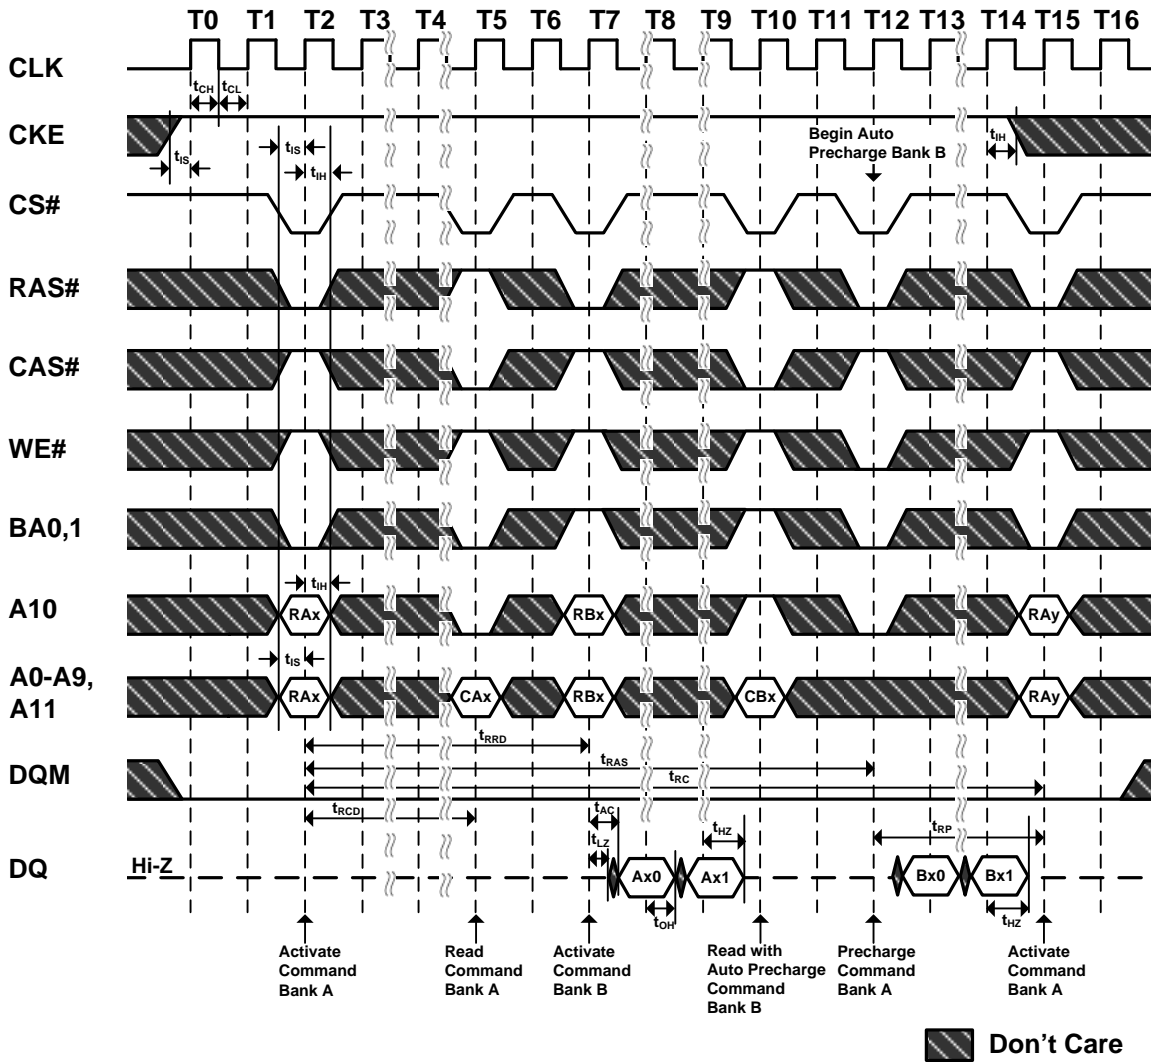 T0 T1 T2 T3 T4 T5 T6 T7 T8 T9 T10 T11 T12 T13 T14 T15 T16
CLK
tCH tCL
CKE
tIS
tIS
tIH
Begin Auto
Precharge Bank B
tIH
CS#
RAS#
CAS#
WE#
BA0,1
tIH
A10
RAx RBx RAy
tIS
A0-A9,
A11
RAx CAx RBx CBx RAy
tRRD
tRAS
tRC
DQM
tRCD
tAC
tLZ
tHZ
tRP
DQ
Hi-Z
Ax0 Ax1 Bx0 Bx1
tOH
tHZ
Activate
Command
Bank A
Read
Command
Bank A
Activate
Command
Bank B
Read with
Auto Precharge
Command
Bank B
Precharge
Command
Bank A
Activate
Command
Bank A
Don't Care